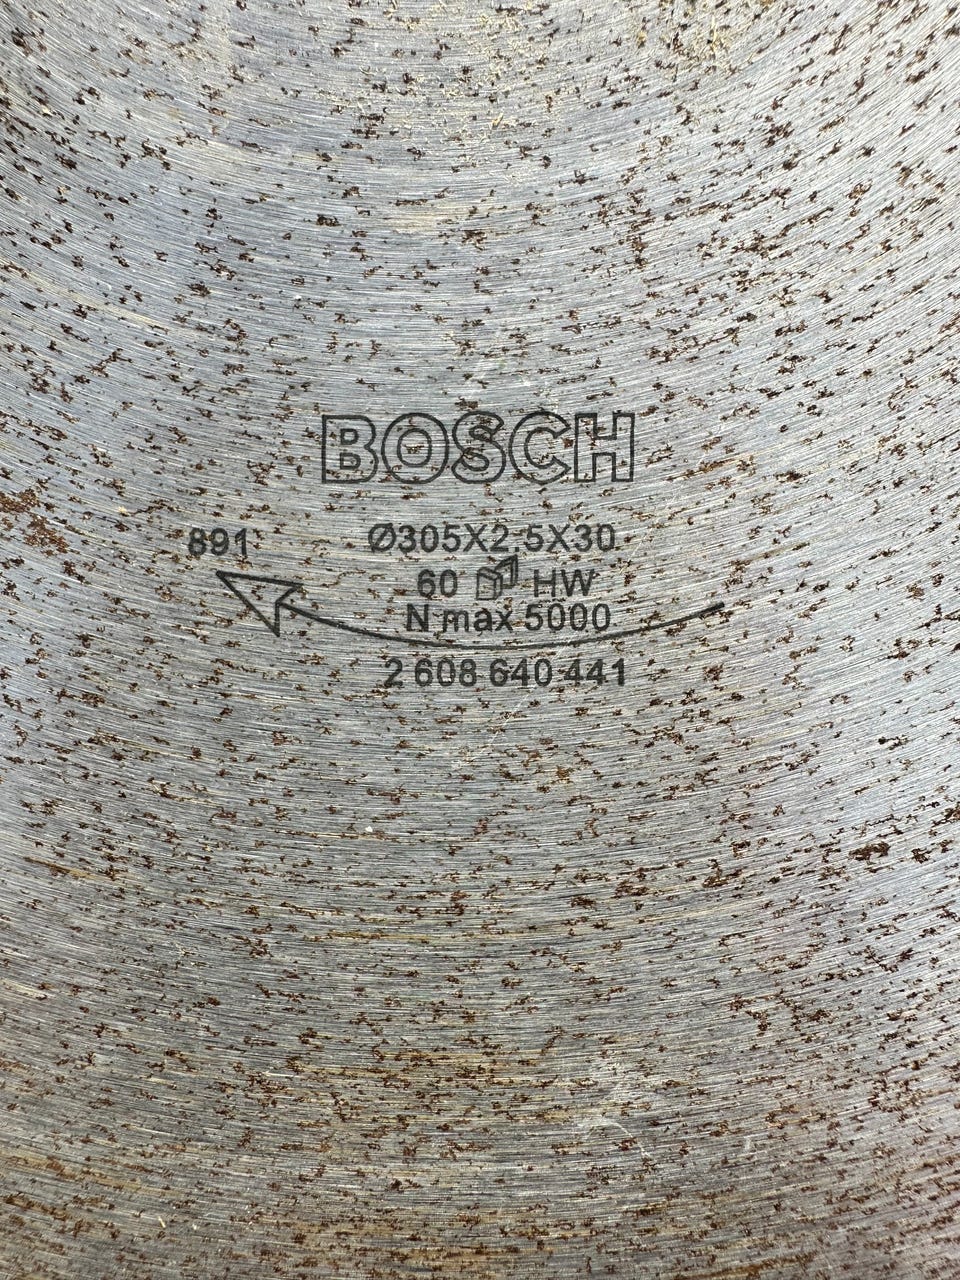 BOSCH
891
Ø305X2,5X30
60 HW
N max 5000
2 608 640 441